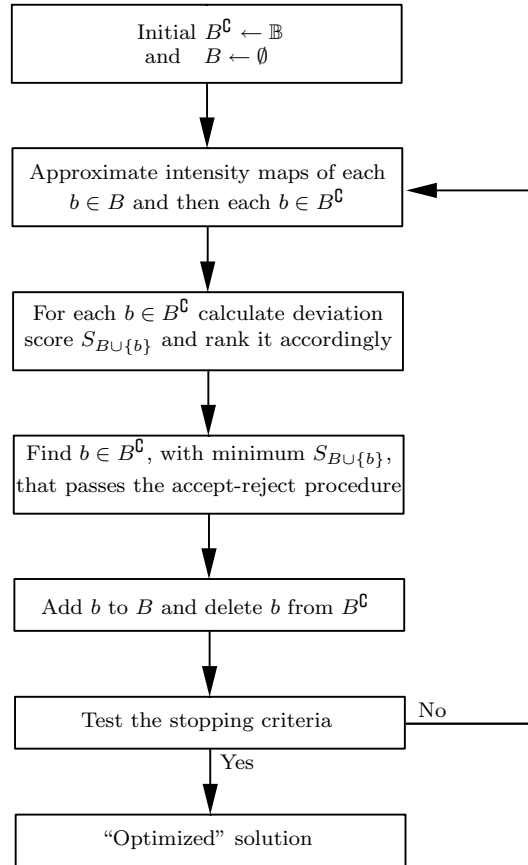 Initial B^∁ ← 𝔹
and B ← ∅
Approximate intensity maps of each
b ∈ B and then each b ∈ B^∁
For each b ∈ B^∁ calculate deviation
score S_{B∪{b}} and rank it accordingly
Find b ∈ B^∁, with minimum S_{B∪{b}},
that passes the accept-reject procedure
Add b to B and delete b from B^∁
Test the stopping criteria
No
Yes
“Optimized” solution